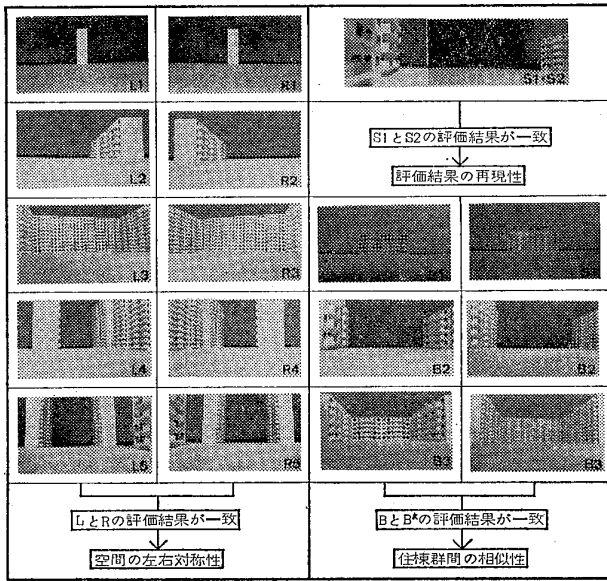 L1
R1
S1·S2
S1とS2の評価結果が一致
評価結果の再現性
L2
R2
L3
R3
L4
R4
B2
B2
L5
R5
B3
B3
LとRの評価結果が一致
空間の左右対称性
BとB*の評価結果が一致
住棟群間の相似性